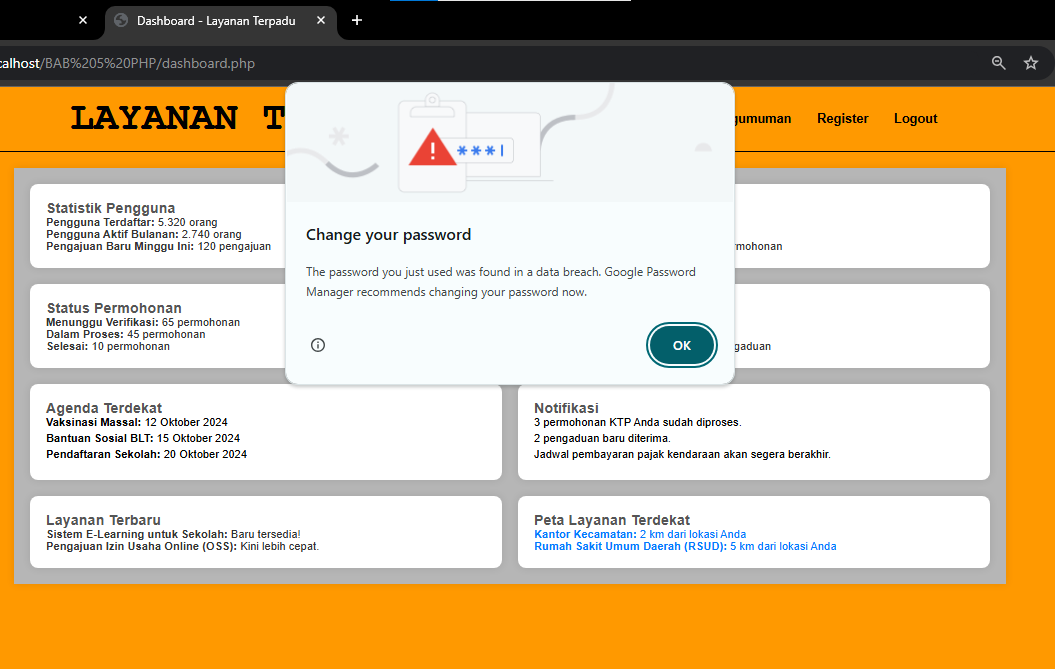 Dashboard - Layanan Terpadu
calhost/BAB%205%20PHP/dashboard.php
LAYANAN T
gumuman Register Logout
Change your password
The password you just used was found in a data breach. Google Password
Manager recommends changing your password now.
OK
Statistik Pengguna
Pengguna Terdaftar: 5.320 orang
Pengguna Aktif Bulanan: 2.740 orang
Pengajuan Baru Minggu Ini: 120 pengajuan
rmohonan
Status Permohonan
Menunggu Verifikasi: 65 permohonan
Dalam Proses: 45 permohonan
Selesai: 10 permohonan
gaduan
Agenda Terdekat
Vaksinasi Massal: 12 Oktober 2024
Bantuan Sosial BLT: 15 Oktober 2024
Pendaftaran Sekolah: 20 Oktober 2024
Notifikasi
3 permohonan KTP Anda sudah diproses.
2 pengaduan baru diterima.
Jadwal pembayaran pajak kendaraan akan segera berakhir.
Layanan Terbaru
Sistem E-Learning untuk Sekolah: Baru tersedia!
Pengajuan Izin Usaha Online (OSS): Kini lebih cepat.
Peta Layanan Terdekat
Kantor Kecamatan: 2 km dari lokasi Anda
Rumah Sakit Umum Daerah (RSUD): 5 km dari lokasi Anda